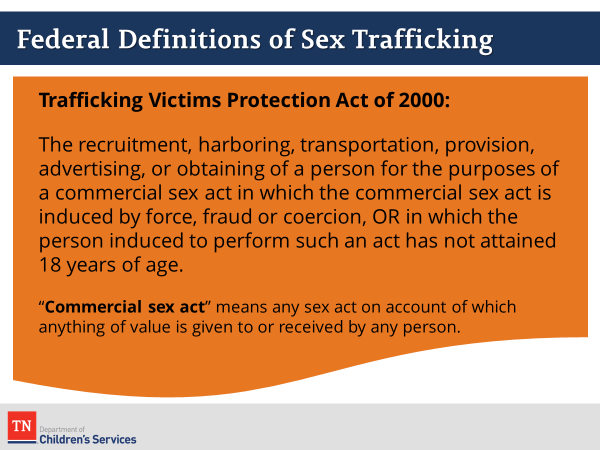 Federal Definitions of Sex Trafficking
Trafficking Victims Protection Act of 2000:
The recruitment, harboring, transportation, provision,
advertising, or obtaining of a person for the purposes of
a commercial sex act in which the commercial sex act is
induced by force, fraud or coercion, OR in which the
person induced to perform such an act has not attained
18 years of age.
“Commercial sex act” means any sex act on account of which
anything of value is given to or received by any person.
TN
Department of
Children's Services